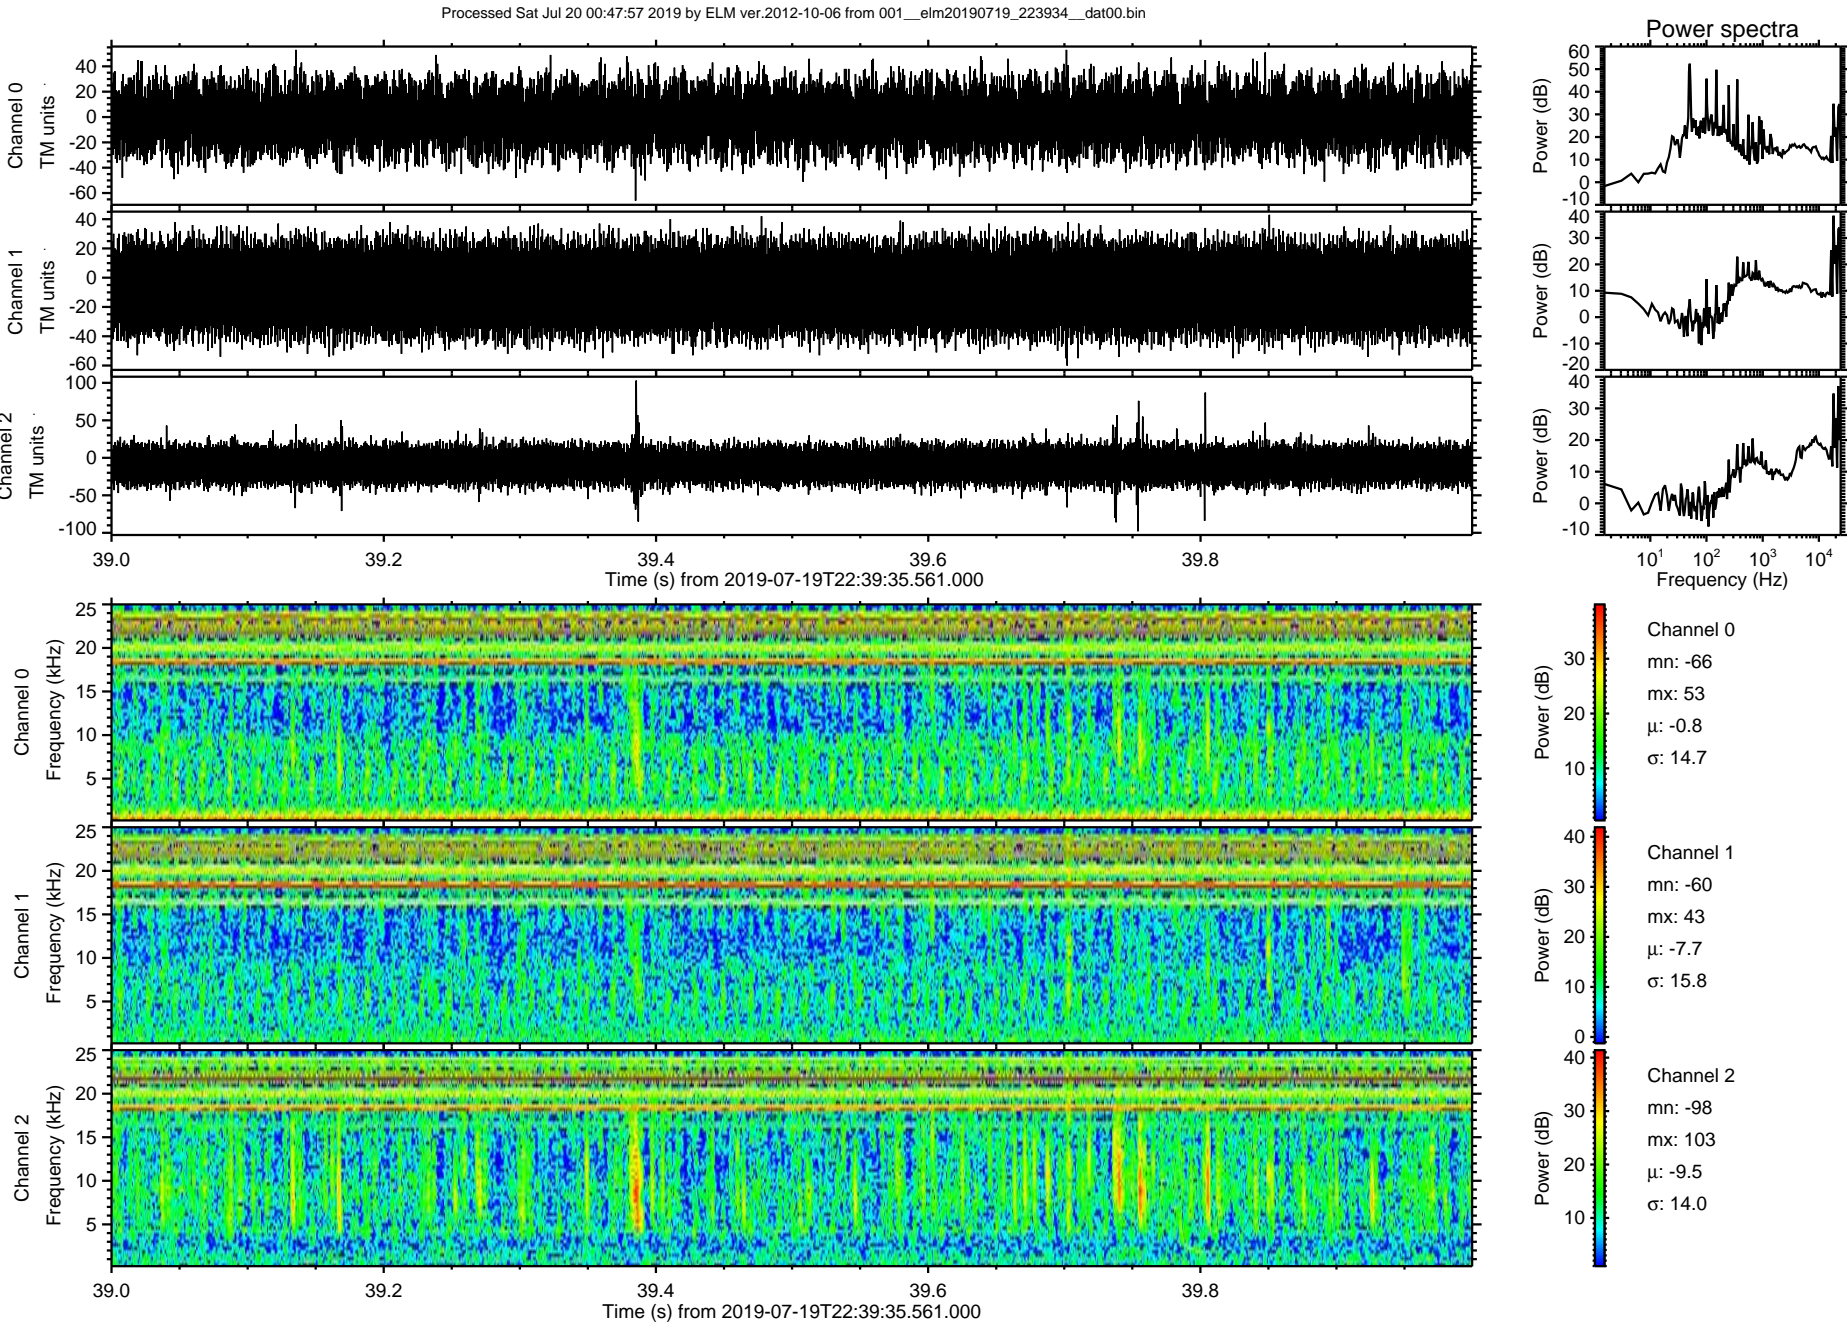 Processed Sat Jul 20 00:47:57 2019 by ELM ver.2012-10-06 from 001__elm20190719_223934__dat00.bin
Power spectra
Channel 0
TM units
40
20
0
-20
-40
-60
Power (dB)
60
50
40
30
20
10
0
-10
Channel 1
TM units
40
20
0
-20
-40
-60
Power (dB)
40
30
20
10
0
-10
-20
Channel 2
TM units
100
50
0
-50
-100
Power (dB)
40
30
20
10
0
-10
39.0 39.2 39.4 39.6 39.8
Time (s) from 2019-07-19T22:39:35.561.000
10¹ 10² 10³ 10⁴
Frequency (Hz)
Channel 0
Frequency (kHz)
25
20
15
10
5
Power (dB)
30
20
10
Channel 0
mn: -66
mx: 53
μ: -0.8
σ: 14.7
Channel 1
Frequency (kHz)
25
20
15
10
5
Power (dB)
40
30
20
10
0
Channel 1
mn: -60
mx: 43
μ: -7.7
σ: 15.8
Channel 2
Frequency (kHz)
25
20
15
10
5
Power (dB)
40
30
20
10
Channel 2
mn: -98
mx: 103
μ: -9.5
σ: 14.0
39.0 39.2 39.4 39.6 39.8
Time (s) from 2019-07-19T22:39:35.561.000